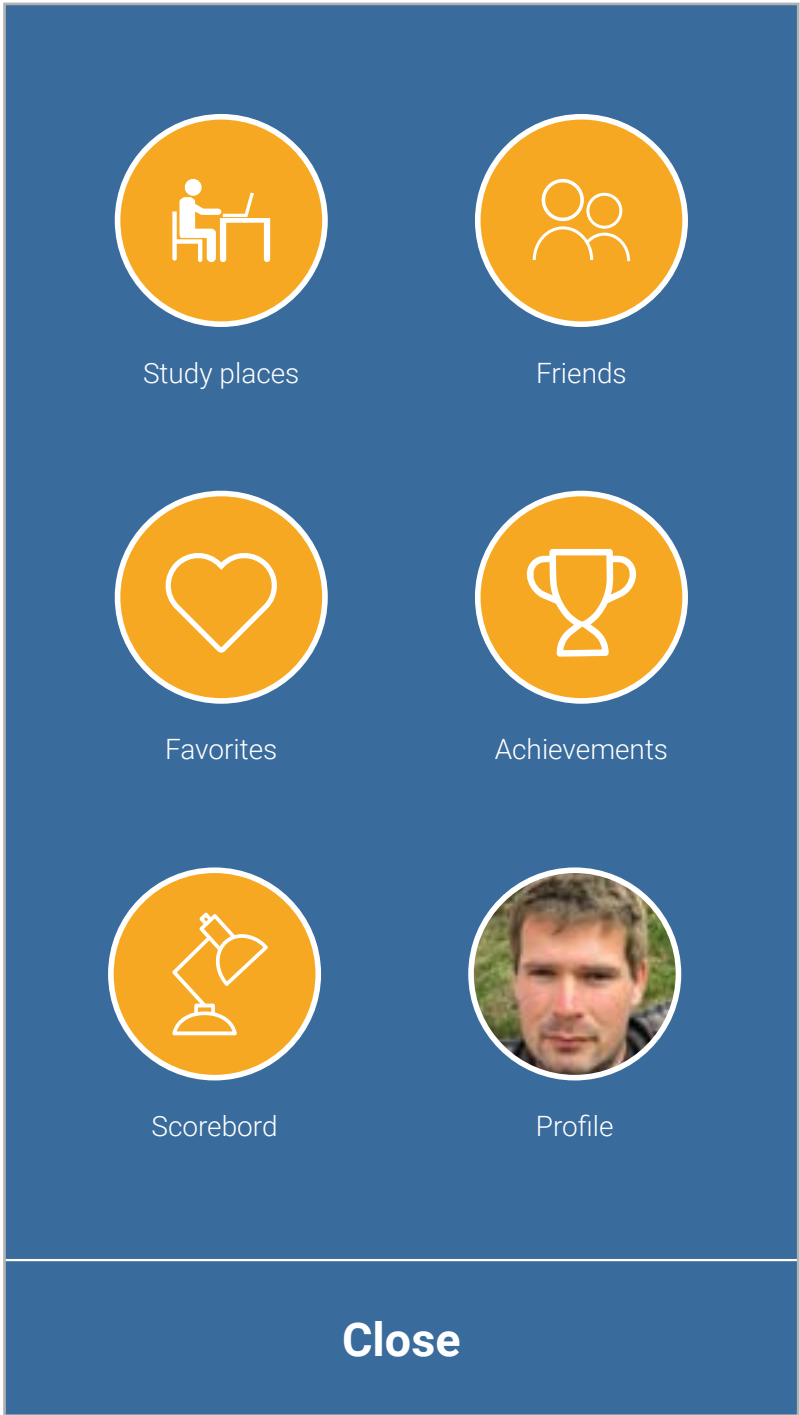 Study places
Friends
Favorites
Achievements
Scorebord
Profile
Close